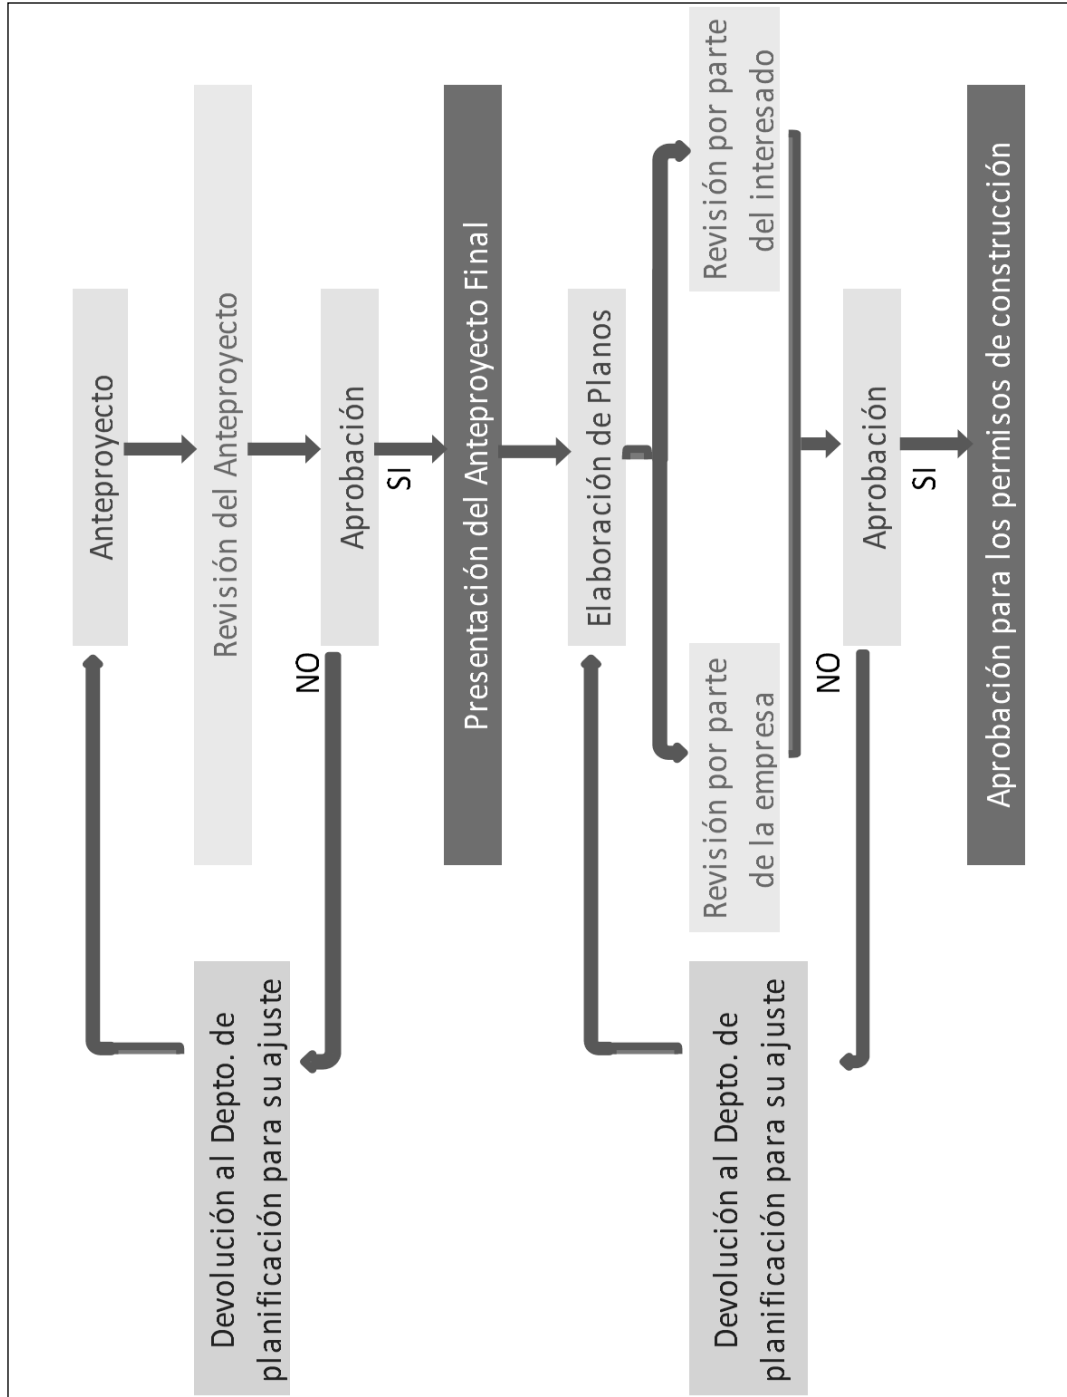 Anteproyecto
Devolución al Depto. de
planificación para su ajuste
Revisión del Anteproyecto
NO
Aprobación
SI
Presentación del Anteproyecto Final
Elaboración de Planos
Devolución al Depto. de
planificación para su ajuste
Revisión por parte
de la empresa
Revisión por parte
del interesado
NO
Aprobación
SI
Aprobación para los permisos de construcción